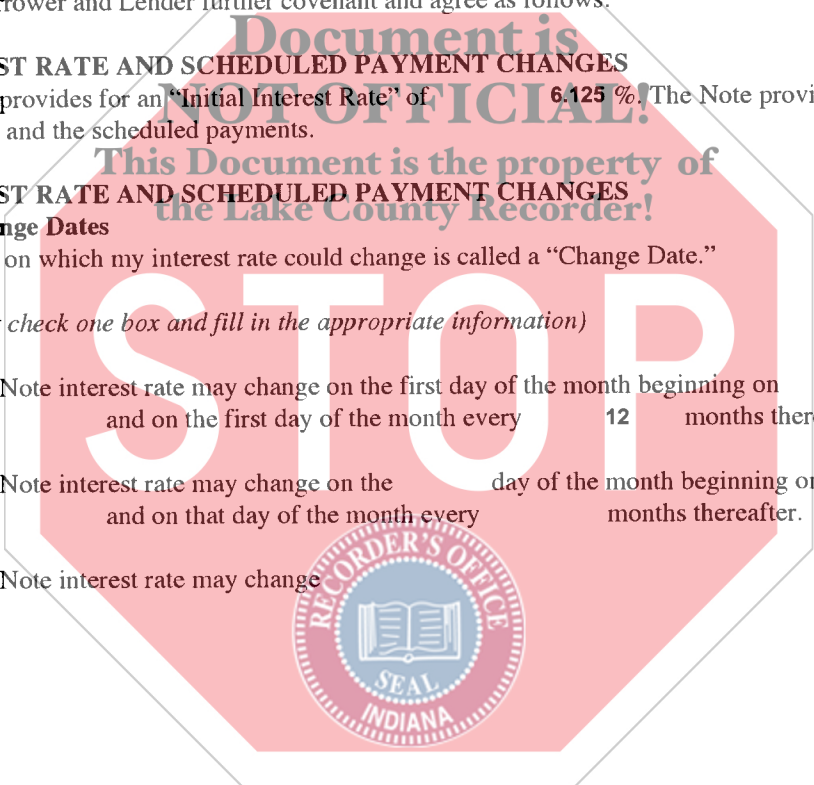 rower and Lender further covenant and agree as follows:
Document is
ST RATE AND SCHEDULED PAYMENT CHANGES
NOT OFFICIAL!
provides for an “Initial Interest Rate” of 6.125 %. The Note provi
and the scheduled payments.
This Document is the property of
ST RATE AND SCHEDULED PAYMENT CHANGES
the Lake County Recorder!
nge Dates
on which my interest rate could change is called a “Change Date.”
STOP
check one box and fill in the appropriate information)
Note interest rate may change on the first day of the month beginning on
and on the first day of the month every 12 months there
Note interest rate may change on the day of the month beginning on
and on that day of the month every months thereafter.
Note interest rate may change
RECORDER'S OFFICE
SEAL
INDIANA